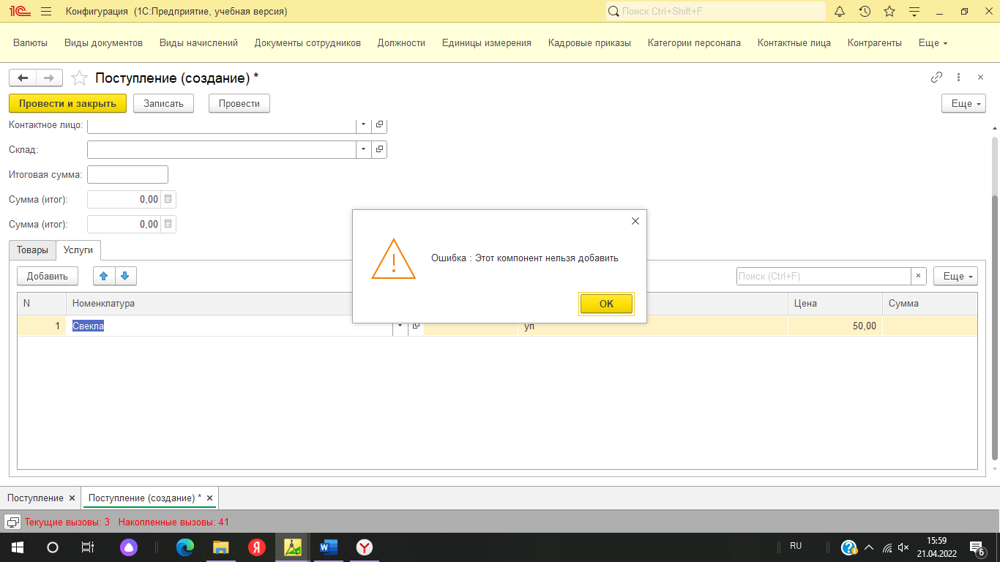 1С Конфигурация (1С:Предприятие, учебная версия) Поиск Ctrl+Shift+F
Валюты Виды документов Виды начислений Документы сотрудников Должности Единицы измерения Кадровые приказы Категории персонала Контактные лица Контрагенты Еще
Поступление (создание) *
Провести и закрыть Записать Провести Еще
Контактное лицо:
Склад:
Итоговая сумма:
Сумма (итог): 0,00
Сумма (итог): 0,00
Товары Услуги
Ошибка : Этот компонент нельзя добавить
OK
Добавить Поиск (Ctrl+F) × Еще
N Номенклатура Цена Сумма
1 Свекла уп 50,00
Поступление × Поступление (создание) * ×
Текущие вызовы: 3 Накопленные вызовы: 41
Я W Y RU 15:59
21.04.2022 6